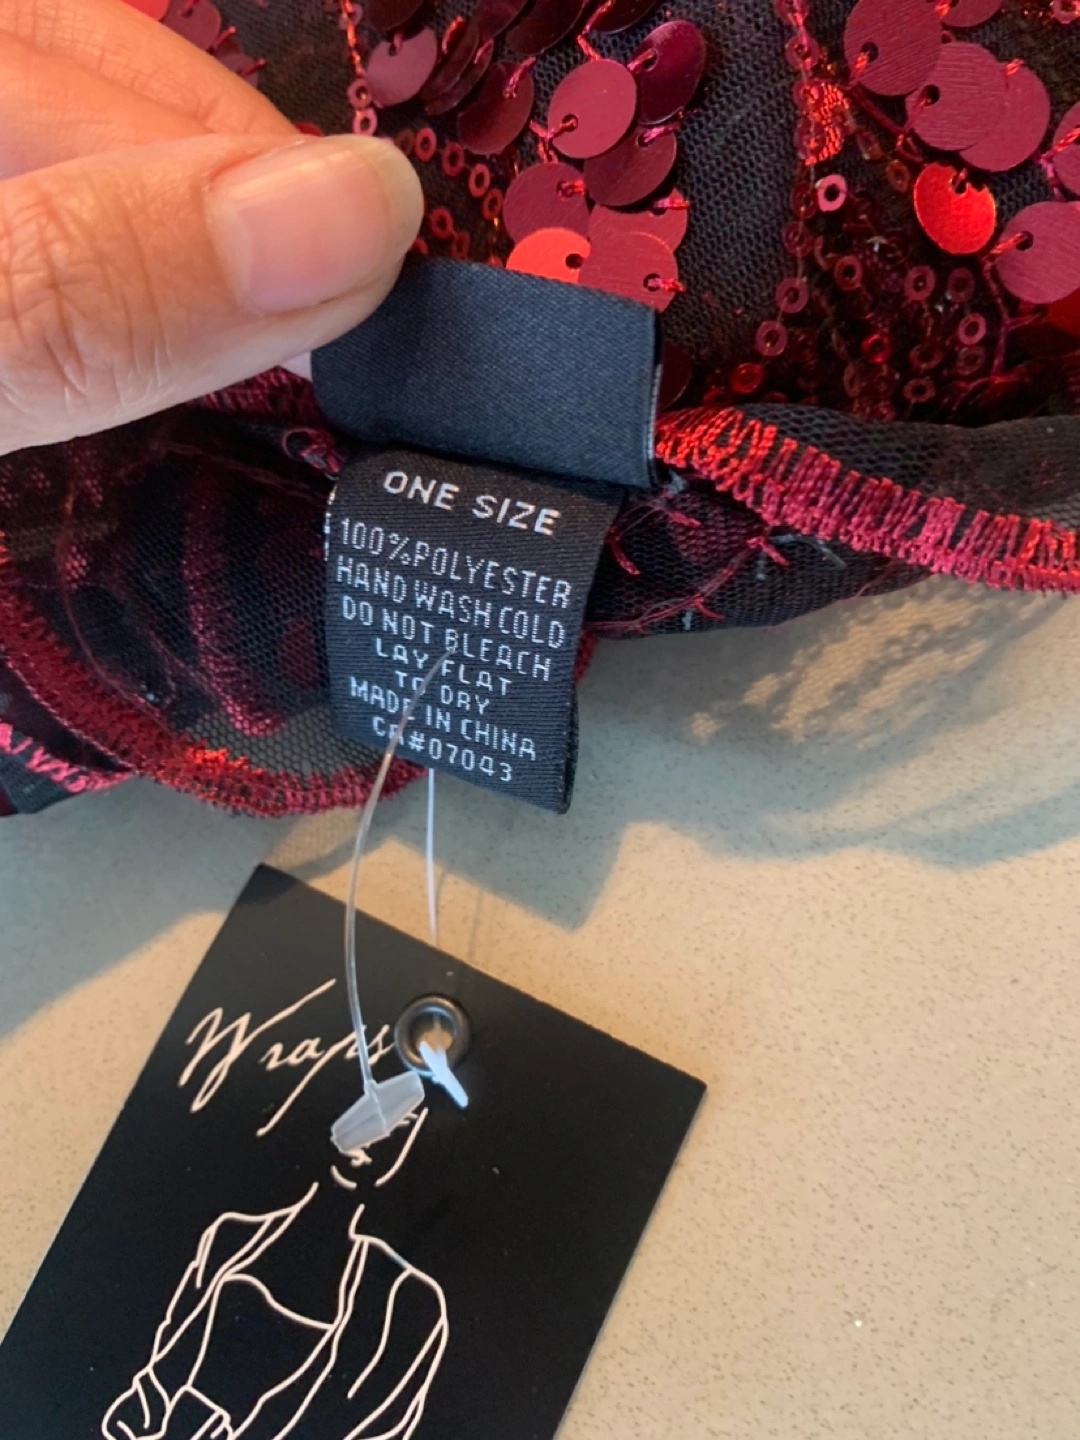 ONE SIZE
100%POLYESTER
HAND WASH COLD
DO NOT BLEACH
LAY FLAT
TO DRY
MADE IN CHINA
CA#07043
Wraps